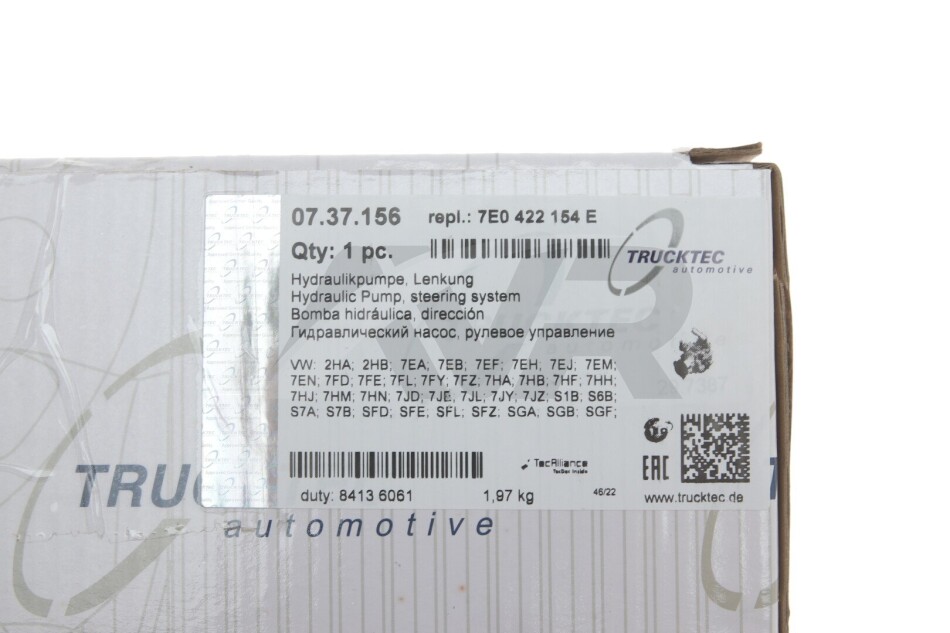 07.37.156 repl.: 7E0 422 154 E
Qty: 1 pc.
TRUCKTEC
automotive
Hydraulikpumpe, Lenkung
Hydraulic Pump, steering system
Bomba hidráulica, dirección
Гидравлический насос, рулевое управление
AVR
VW: 2HA; 2HB; 7EA; 7EB; 7EF; 7EH; 7EJ; 7EM;
7EN; 7FD; 7FE; 7FL; 7FY; 7FZ; 7HA; 7HB; 7HF; 7HH;
7HJ; 7HM; 7HN; 7JD; 7JE; 7JL; 7JY; 7JZ; S1B; S6B;
S7A; S7B; SFD; SFE; SFL; SFZ; SGA; SGB; SGF;
TecAlliance
TecDoc Inside
EAC
duty: 8413 6061 1,97 kg 46/22 www.trucktec.de
TRU
automotive